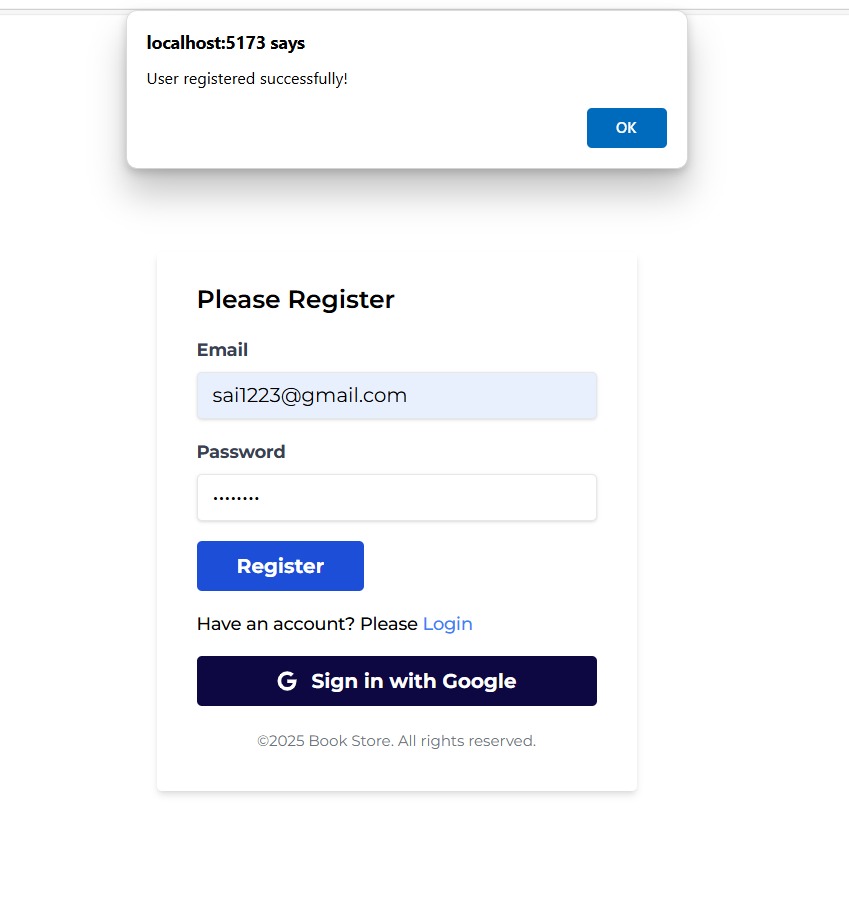 localhost:5173 says
User registered successfully!
OK
Please Register
Email
sai1223@gmail.com
Password
••••••••
Register
Have an account? Please Login
G Sign in with Google
©2025 Book Store. All rights reserved.